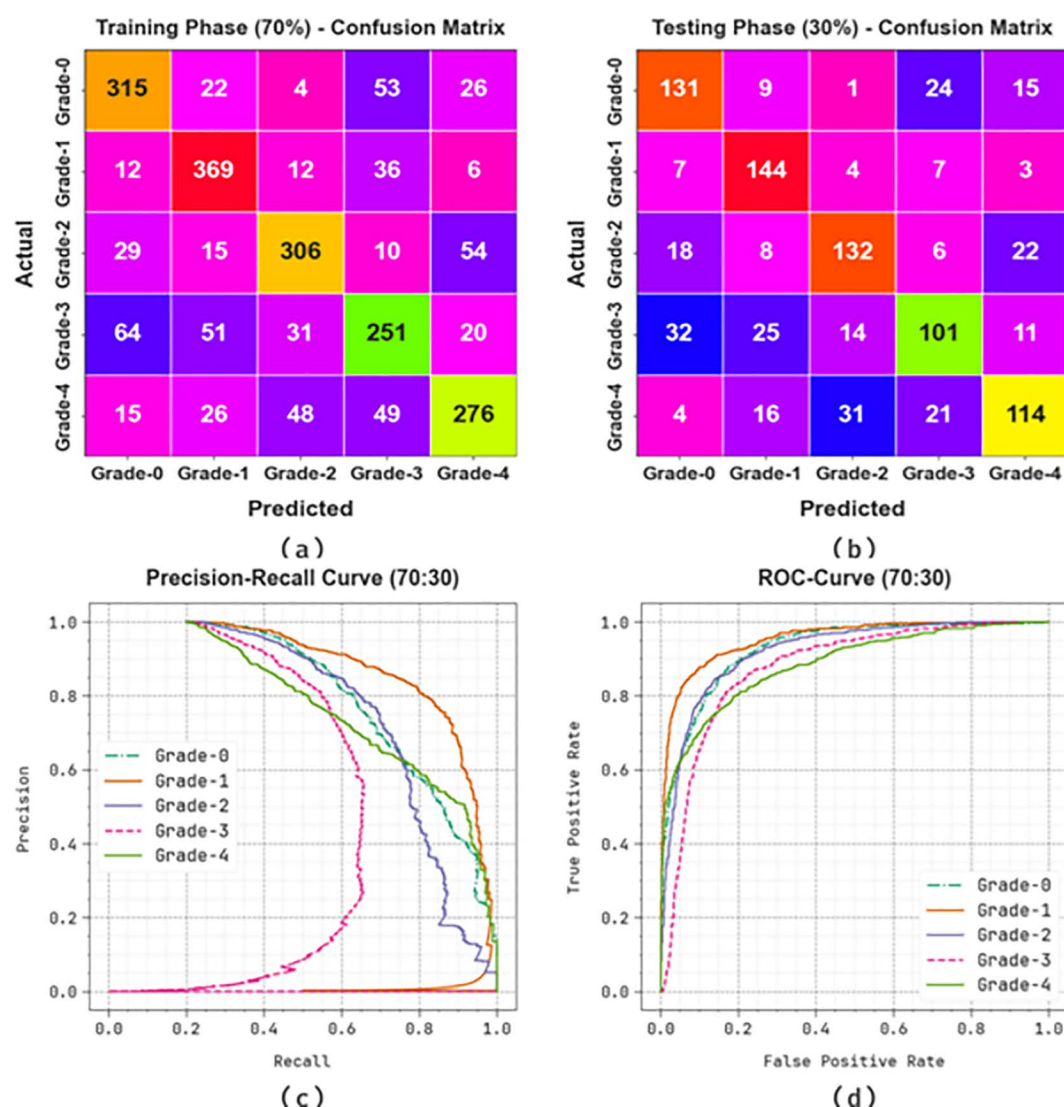 Training Phase (70%) - Confusion Matrix
Actual
Grade-0 315 22 4 53 26
Grade-1 12 369 12 36 6
Grade-2 29 15 306 10 54
Grade-3 64 51 31 251 20
Grade-4 15 26 48 49 276
Grade-0 Grade-1 Grade-2 Grade-3 Grade-4
Predicted
(a)
Testing Phase (30%) - Confusion Matrix
Actual
Grade-0 131 9 1 24 15
Grade-1 7 144 4 7 3
Grade-2 18 8 132 6 22
Grade-3 32 25 14 101 11
Grade-4 4 16 31 21 114
Grade-0 Grade-1 Grade-2 Grade-3 Grade-4
Predicted
(b)
Precision-Recall Curve (70:30)
Precision
1.0
0.8
0.6
0.4
0.2
0.0
Grade-0
Grade-1
Grade-2
Grade-3
Grade-4
0.0 0.2 0.4 0.6 0.8 1.0
Recall
(c)
ROC-Curve (70:30)
True Positive Rate
1.0
0.8
0.6
0.4
0.2
0.0
Grade-0
Grade-1
Grade-2
Grade-3
Grade-4
0.0 0.2 0.4 0.6 0.8 1.0
False Positive Rate
(d)